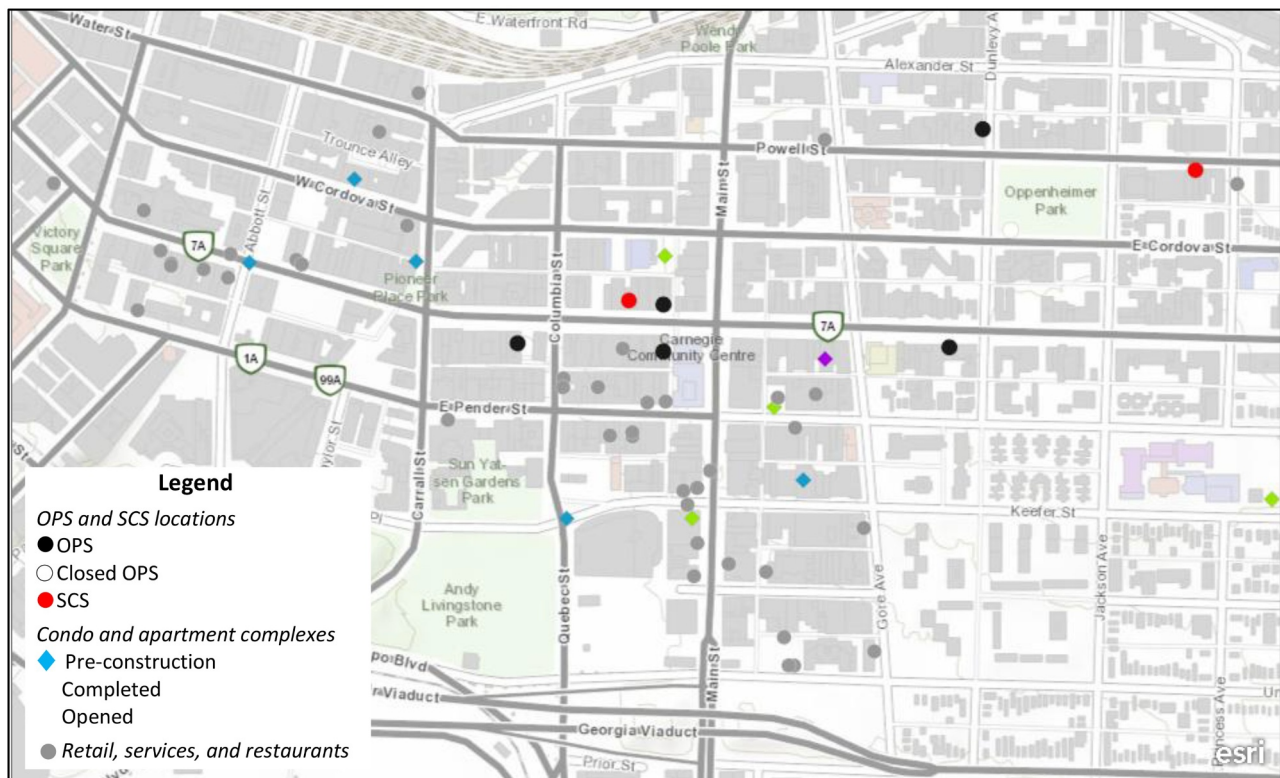 Water St
E Waterfront Rd
Wendy
Poole Park
Alexander St
Dunlevy A
Trounce Alley
Powell St
Main St
W Cordova St
Abbott St
Oppenheimer
Park
Victory
Square
Park
7A
Pioneer
Place Park
Columbia St
E Cordova St
7A
Carnegie
Community Centre
1A
99A
E Pender St
Sun Yat-
sen Gardens
Park
Carrall St
Keefer St
Andy
Livingstone
Park
Quebec St
Gore Ave
Jackson Ave
Main St
Princess Ave
Georgia Viaduct
Prior St
esri
Legend
OPS and SCS locations
OPS
Closed OPS
SCS
Condo and apartment complexes
Pre-construction
Completed
Opened
Retail, services, and restaurants